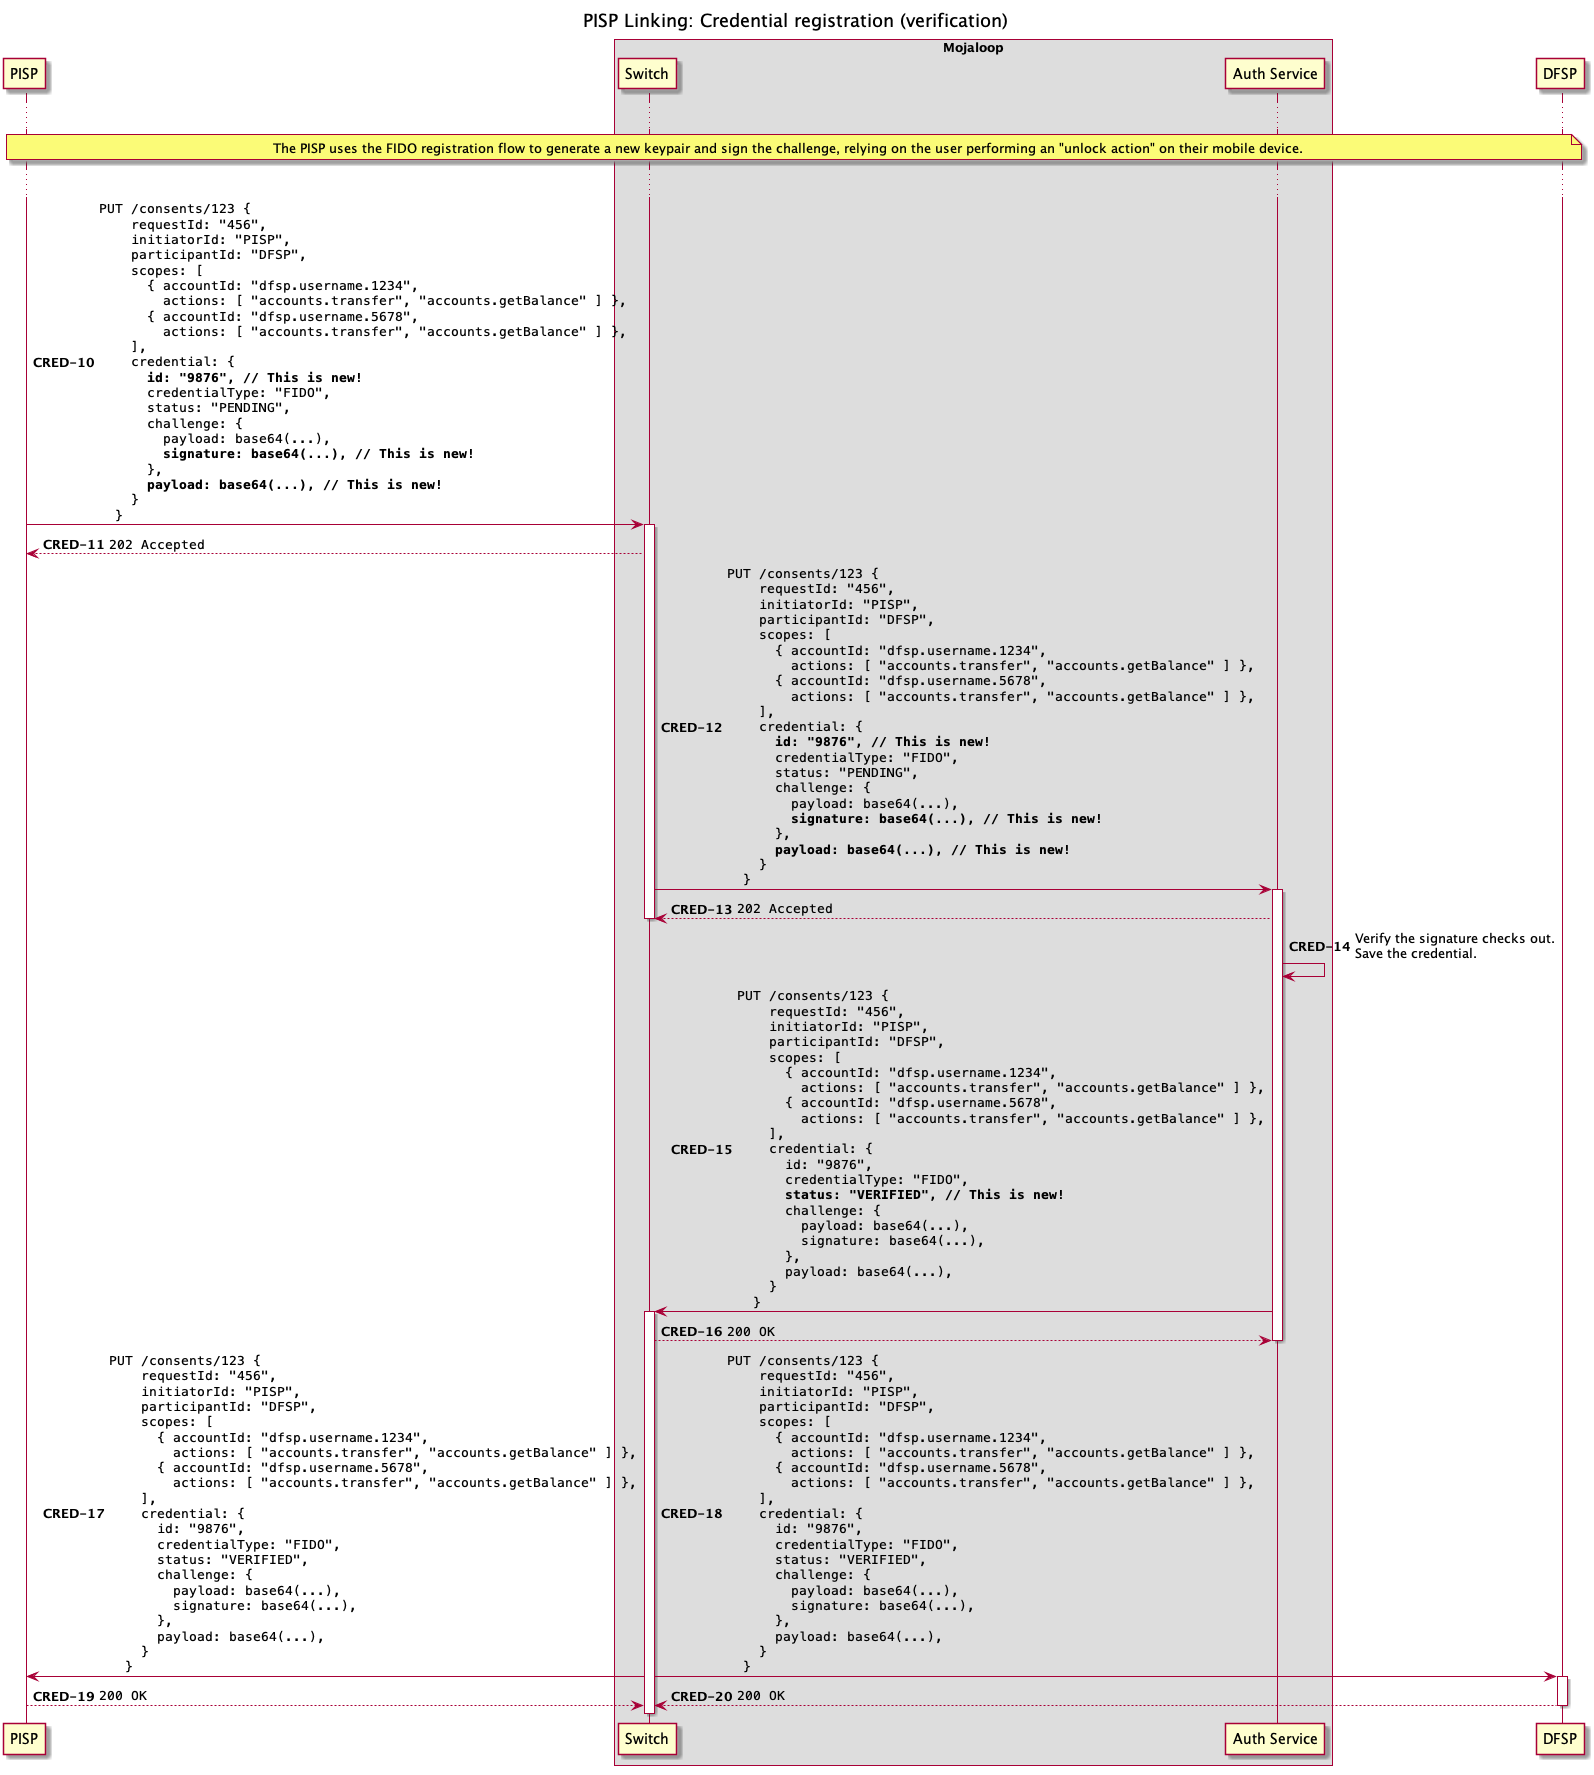 PISP Linking: Credential registration (verification)
Mojaloop
PISP
Switch
Auth Service
DFSP
The PISP uses the FIDO registration flow to generate a new keypair and sign the challenge, relying on the user performing an "unlock action" on their mobile device.
PUT /consents/123 {
requestId: "456",
initiatorId: "PISP",
participantId: "DFSP",
scopes: [
{ accountId: "dfsp.username.1234",
actions: [ "accounts.transfer", "accounts.getBalance" ] },
{ accountId: "dfsp.username.5678",
actions: [ "accounts.transfer", "accounts.getBalance" ] },
],
CRED-10 credential: {
id: "9876", // This is new!
credentialType: "FIDO",
status: "PENDING",
challenge: {
payload: base64(...),
signature: base64(...), // This is new!
},
payload: base64(...), // This is new!
}
}
CRED-11 202 Accepted
PUT /consents/123 {
requestId: "456",
initiatorId: "PISP",
participantId: "DFSP",
scopes: [
{ accountId: "dfsp.username.1234",
actions: [ "accounts.transfer", "accounts.getBalance" ] },
{ accountId: "dfsp.username.5678",
actions: [ "accounts.transfer", "accounts.getBalance" ] },
],
CRED-12 credential: {
id: "9876", // This is new!
credentialType: "FIDO",
status: "PENDING",
challenge: {
payload: base64(...),
signature: base64(...), // This is new!
},
payload: base64(...), // This is new!
}
}
CRED-13 202 Accepted
CRED-14 Verify the signature checks out.
Save the credential.
PUT /consents/123 {
requestId: "456",
initiatorId: "PISP",
participantId: "DFSP",
scopes: [
{ accountId: "dfsp.username.1234",
actions: [ "accounts.transfer", "accounts.getBalance" ] },
{ accountId: "dfsp.username.5678",
actions: [ "accounts.transfer", "accounts.getBalance" ] },
],
CRED-15 credential: {
id: "9876",
credentialType: "FIDO",
status: "VERIFIED", // This is new!
challenge: {
payload: base64(...),
signature: base64(...),
},
payload: base64(...),
}
}
CRED-16 200 OK
PUT /consents/123 {
requestId: "456",
initiatorId: "PISP",
participantId: "DFSP",
scopes: [
{ accountId: "dfsp.username.1234",
actions: [ "accounts.transfer", "accounts.getBalance" ] },
{ accountId: "dfsp.username.5678",
actions: [ "accounts.transfer", "accounts.getBalance" ] },
],
CRED-17 credential: {
id: "9876",
credentialType: "FIDO",
status: "VERIFIED",
challenge: {
payload: base64(...),
signature: base64(...),
},
payload: base64(...),
}
}
PUT /consents/123 {
requestId: "456",
initiatorId: "PISP",
participantId: "DFSP",
scopes: [
{ accountId: "dfsp.username.1234",
actions: [ "accounts.transfer", "accounts.getBalance" ] },
{ accountId: "dfsp.username.5678",
actions: [ "accounts.transfer", "accounts.getBalance" ] },
],
CRED-18 credential: {
id: "9876",
credentialType: "FIDO",
status: "VERIFIED",
challenge: {
payload: base64(...),
signature: base64(...),
},
payload: base64(...),
}
}
CRED-19 200 OK
CRED-20 200 OK
PISP
Switch
Auth Service
DFSP